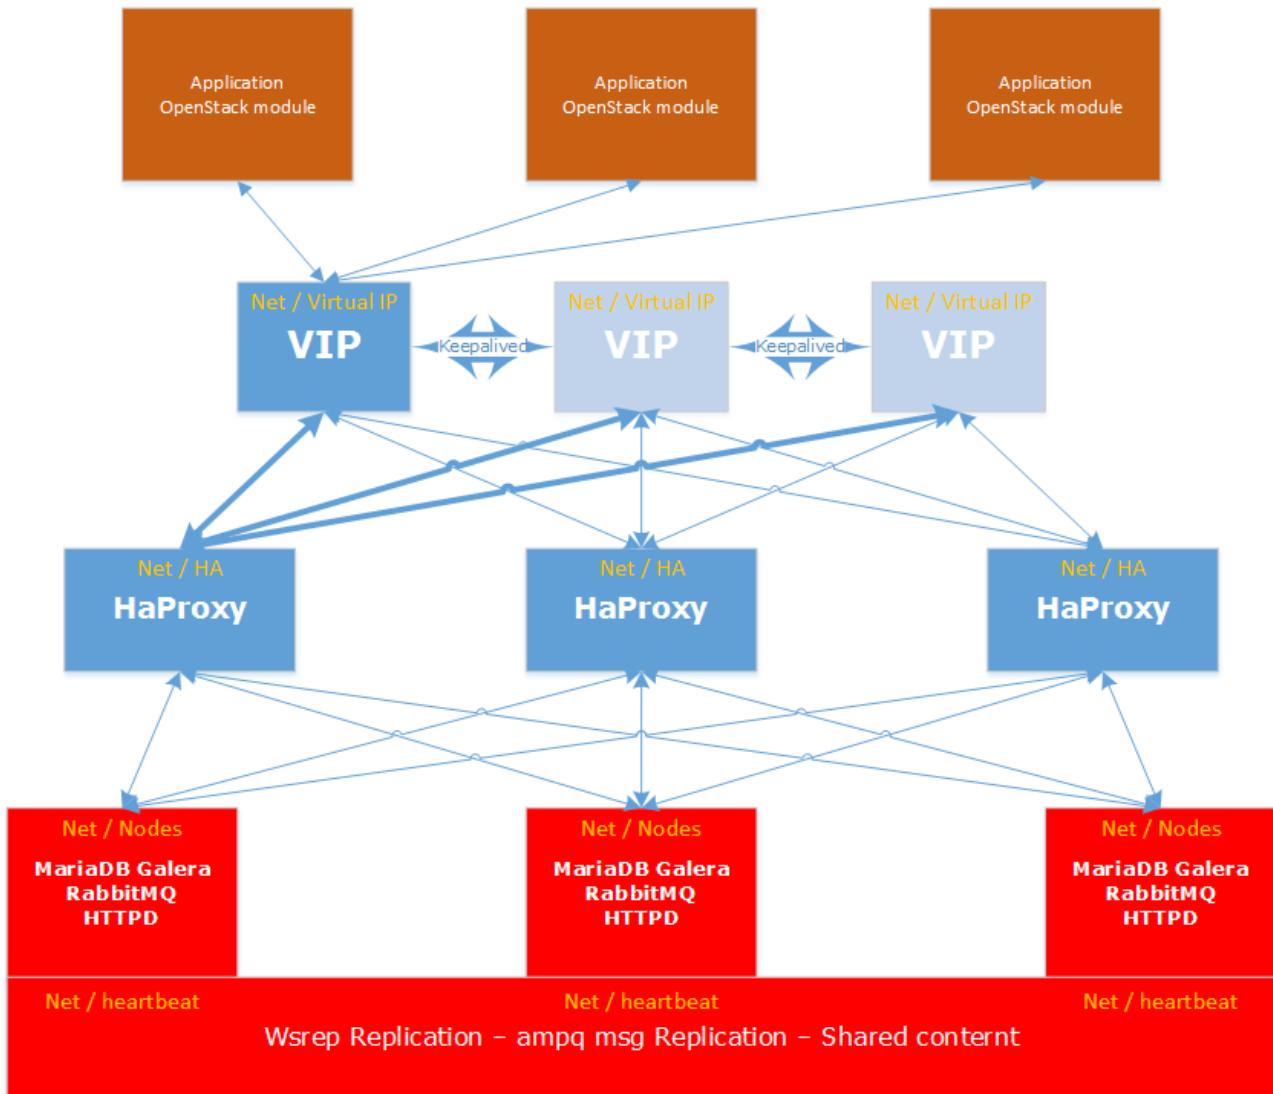 Application
OpenStack module
Application
OpenStack module
Application
OpenStack module
Net / Virtual IP
VIP
Keepalived
Net / Virtual IP
VIP
Keepalived
Net / Virtual IP
VIP
Net / HA
HaProxy
Net / HA
HaProxy
Net / HA
HaProxy
Net / Nodes
MariaDB Galera
RabbitMQ
HTTPD
Net / Nodes
MariaDB Galera
RabbitMQ
HTTPD
Net / Nodes
MariaDB Galera
RabbitMQ
HTTPD
Net / heartbeat
Net / heartbeat
Net / heartbeat
Wsrep Replication – ampq msg Replication – Shared conternt